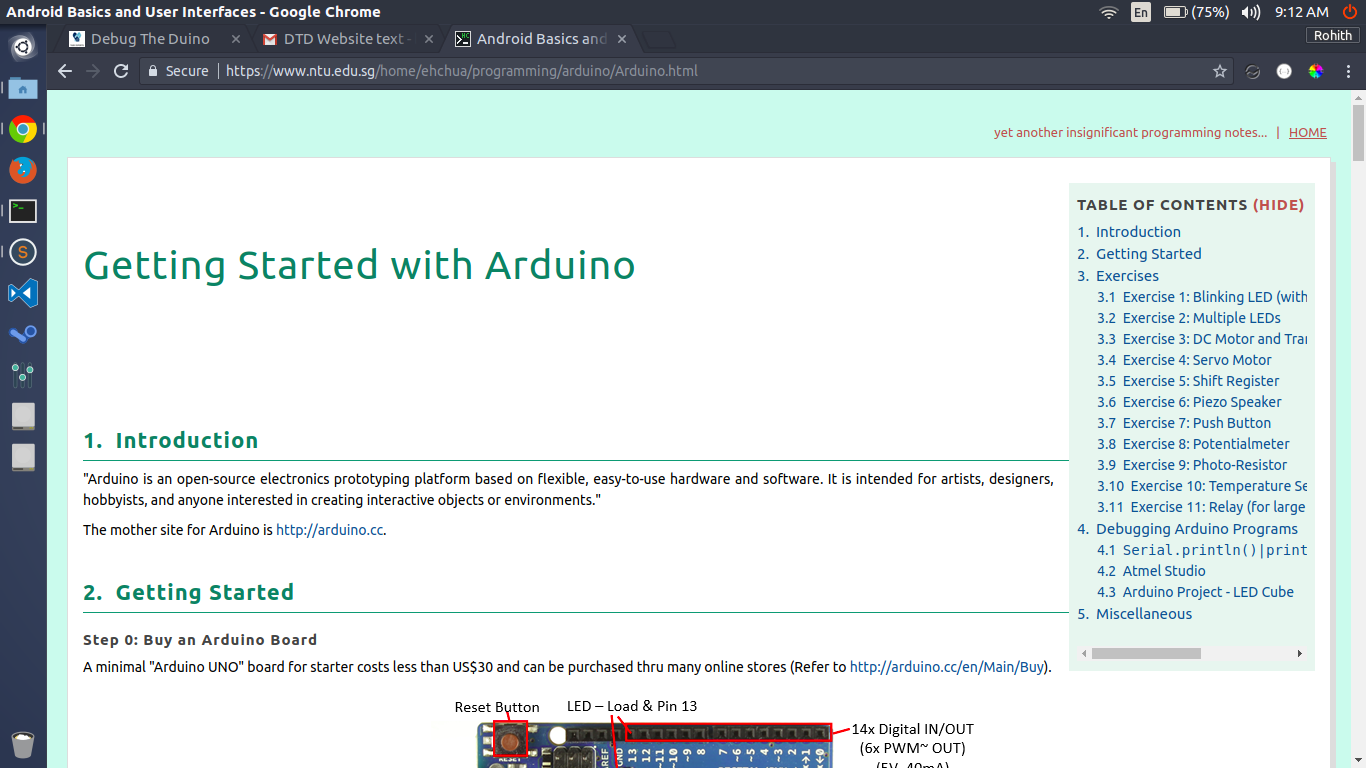 Android Basics and User Interfaces - Google Chrome
En
(75%)
9:12 AM
Debug The Duino
DTD Website text -
Android Basics and
Rohith
Secure
https://www.ntu.edu.sg/home/ehchua/programming/arduino/Arduino.html
yet another insignificant programming notes... | HOME
TABLE OF CONTENTS (HIDE)
1. Introduction
2. Getting Started
3. Exercises
3.1 Exercise 1: Blinking LED (with
3.2 Exercise 2: Multiple LEDs
3.3 Exercise 3: DC Motor and Tran
3.4 Exercise 4: Servo Motor
3.5 Exercise 5: Shift Register
3.6 Exercise 6: Piezo Speaker
3.7 Exercise 7: Push Button
3.8 Exercise 8: Potentialmeter
3.9 Exercise 9: Photo-Resistor
3.10 Exercise 10: Temperature Se
3.11 Exercise 11: Relay (for large
4. Debugging Arduino Programs
4.1 Serial.println()|print
4.2 Atmel Studio
4.3 Arduino Project - LED Cube
5. Miscellaneous
Getting Started with Arduino
1. Introduction
"Arduino is an open-source electronics prototyping platform based on flexible, easy-to-use hardware and software. It is intended for artists, designers,
hobbyists, and anyone interested in creating interactive objects or environments."
The mother site for Arduino is http://arduino.cc.
2. Getting Started
Step 0: Buy an Arduino Board
A minimal "Arduino UNO" board for starter costs less than US$30 and can be purchased thru many online stores (Refer to http://arduino.cc/en/Main/Buy).
Reset Button
LED – Load & Pin 13
14x Digital IN/OUT
(6x PWM~ OUT)
(5V, 40mA)
RESET
AREF
GND
13
12
~11
~10
~9
8
7
~6
~5
4
~3
2